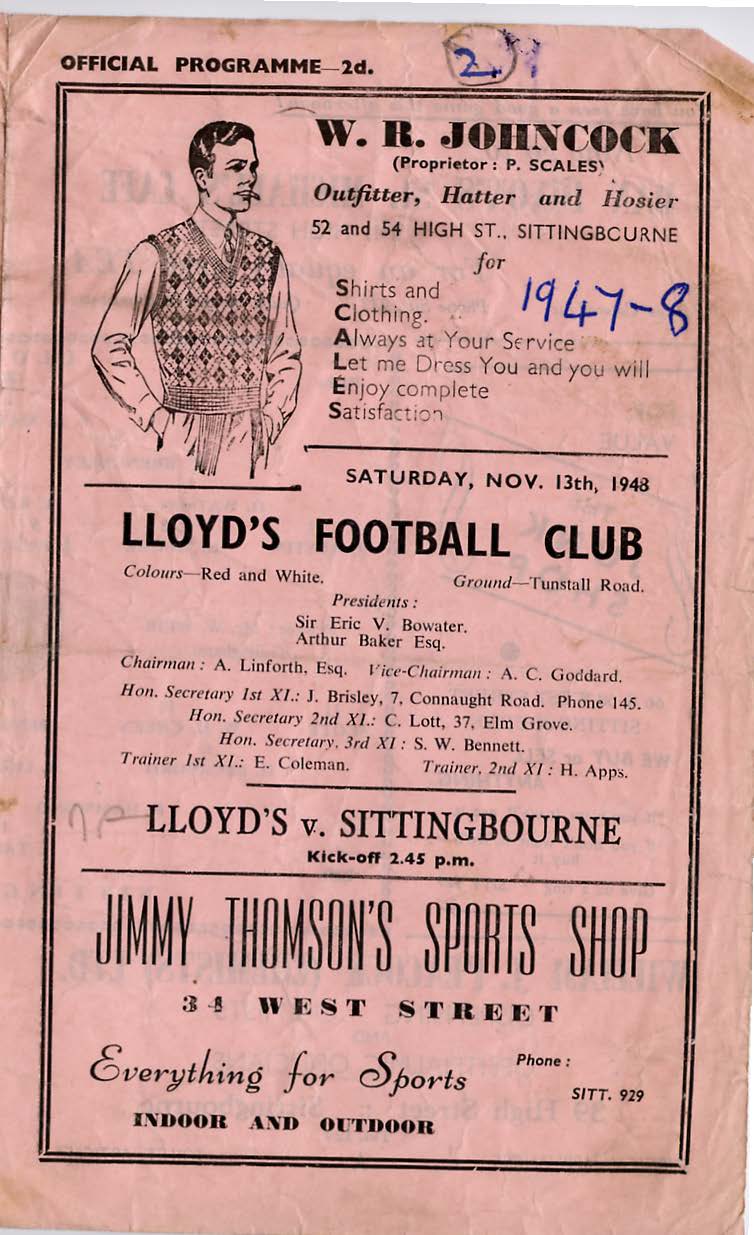 OFFICIAL PROGRAMME—2d.
2
W. R. JOHNCOCK
(Proprietor : P. SCALES)
Outfitter, Hatter and Hosier
52 and 54 HIGH ST., SITTINGBCURNE
for
1947-8
Shirts and
Clothing.
Always at Your Service
Let me Dress You and you will
Enjoy complete
Satisfaction
SATURDAY, NOV. 13th, 1948
LLOYD'S FOOTBALL CLUB
Colours—Red and White. Ground—Tunstall Road.
Presidents :
Sir Eric V. Bowater.
Arthur Baker Esq.
Chairman : A. Linforth, Esq. Vice-Chairman : A. C. Goddard.
Hon. Secretary 1st XI.: J. Brisley, 7, Connaught Road. Phone 145.
Hon. Secretary 2nd XI.: C. Lott, 37, Elm Grove.
Hon. Secretary, 3rd XI : S. W. Bennett.
Trainer 1st XI.: E. Coleman. Trainer, 2nd XI : H. Apps.
LLOYD'S v. SITTINGBOURNE
Kick-off 2.45 p.m.
JIMMY THOMSON'S SPORTS SHOP
34 WEST STREET
Everything for Sports
Phone :
SITT. 929
INDOOR AND OUTDOOR